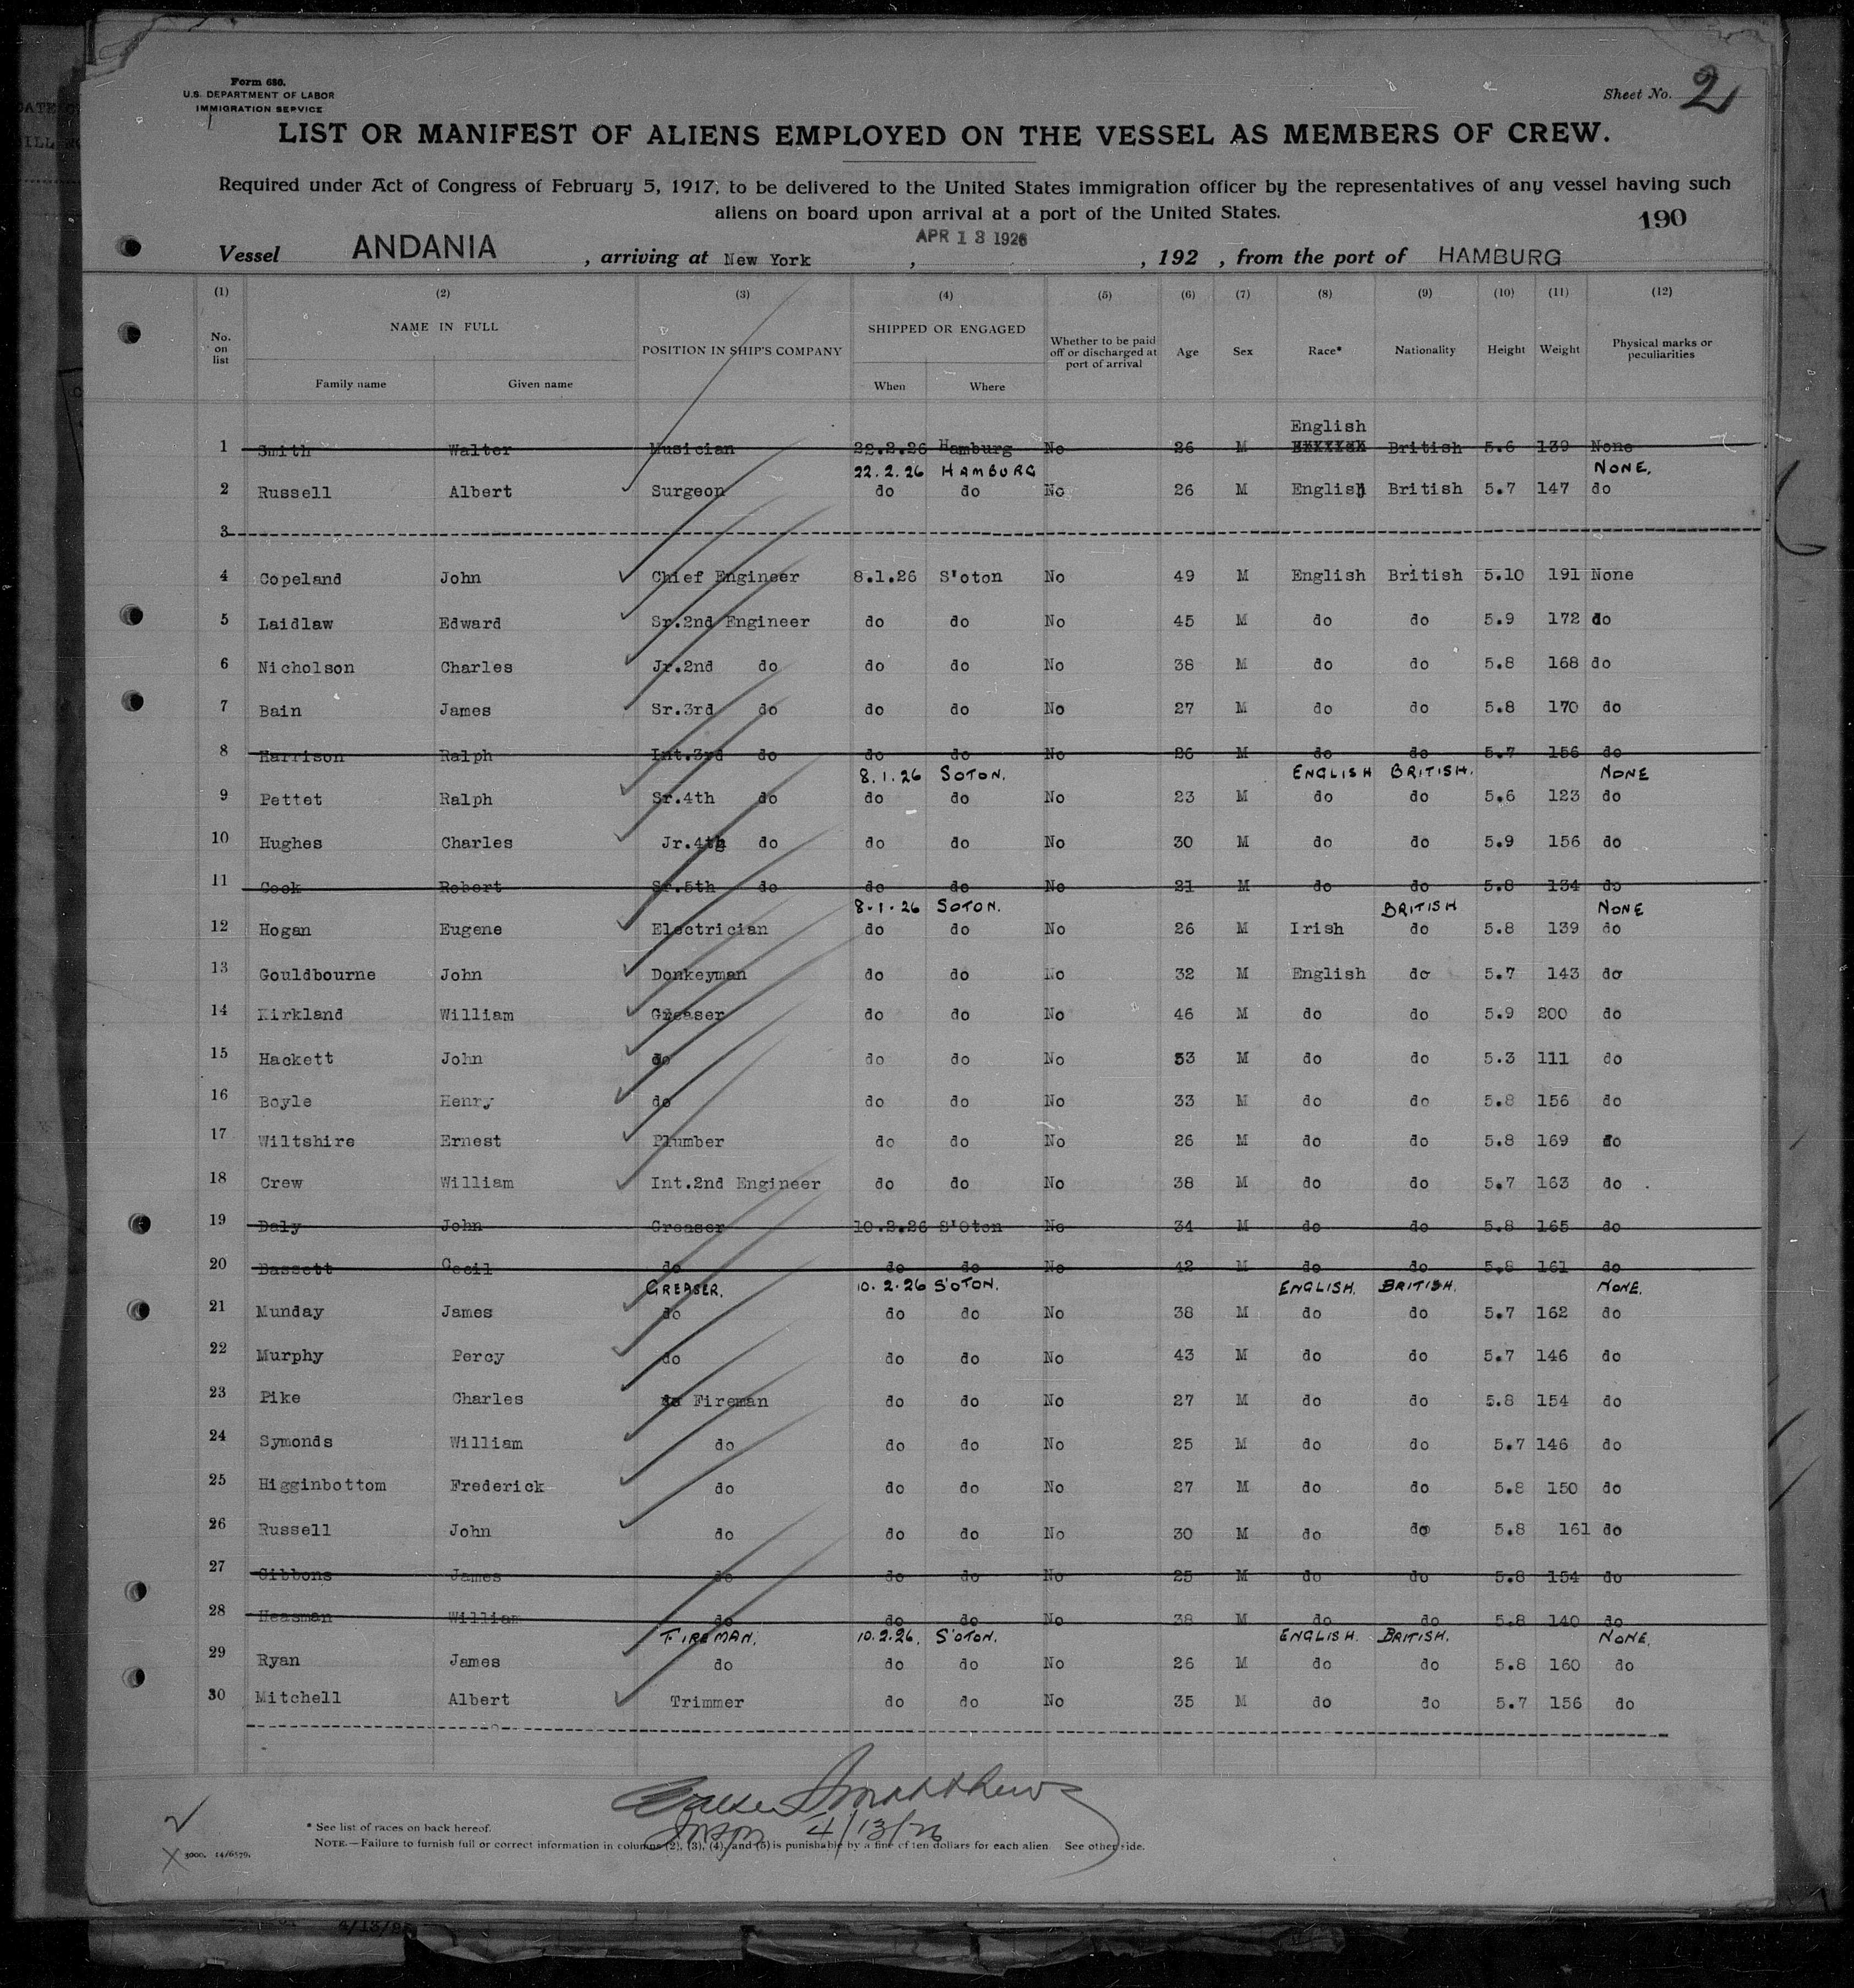 Form 680.
U.S. DEPARTMENT OF LABOR
IMMIGRATION SERVICE
Sheet No. 2
LIST OR MANIFEST OF ALIENS EMPLOYED ON THE VESSEL AS MEMBERS OF CREW.
Required under Act of Congress of February 5, 1917, to be delivered to the United States immigration officer by the representatives of any vessel having such
aliens on board upon arrival at a port of the United States.
190
APR 13 1926
Vessel ANDANIA , arriving at New York , , 192 , from the port of HAMBURG
(1) (2) (3) (4) (5) (6) (7) (8) (9) (10) (11) (12)
No. on list NAME IN FULL POSITION IN SHIP'S COMPANY SHIPPED OR ENGAGED Whether to be paid off or discharged at port of arrival Age Sex Race* Nationality Height Weight Physical marks or peculiarities
Family name Given name When Where
English
1 Smith Walter Musician 22.2.26 Hamburg No 26 M British 5.6 139 None
22.2.26 HAMBURG NONE.
2 Russell Albert Surgeon do do No 26 M English British 5.7 147 do
3
4 Copeland John Chief Engineer 8.1.26 S'oton No 49 M English British 5.10 191 None
5 Laidlaw Edward Sr.2nd Engineer do do No 45 M do do 5.9 172 do
6 Nicholson Charles Jr.2nd do do do No 38 M do do 5.8 168 do
7 Bain James Sr.3rd do do do No 27 M do do 5.8 170 do
8 Harrison Ralph Int.3rd do do do No 26 M do do 5.7 156 do
8.1.26 SOTON. ENGLISH BRITISH. NONE
9 Pettet Ralph Sr.4th do do do No 23 M do do 5.6 123 do
10 Hughes Charles Jr.4th do do do No 30 M do do 5.9 156 do
11 Cook Robert Sr.5th do do do No 21 M do do 5.8 134 do
8.1.26 SOTON. BRITISH NONE
12 Hogan Eugene Electrician do do No 26 M Irish do 5.8 139 do
13 Gouldbourne John Donkeyman do do No 32 M English do 5.7 143 do
14 Kirkland William Greaser do do No 46 M do do 5.9 200 do
15 Hackett John do do do No 53 M do do 5.3 111 do
16 Boyle Henry do do do No 33 M do do 5.8 156 do
17 Wiltshire Ernest Plumber do do No 26 M do do 5.8 169 do
18 Crew William Int.2nd Engineer do do No 38 M do do 5.7 163 do
19 Daly John Greaser 10.2.26 S'Oton No 34 M do do 5.8 165 do
20 Bassett Cecil do do do No 42 M do do 5.8 161 do
GREASER. 10.2.26 S'OTON. ENGLISH. BRITISH. NONE.
21 Munday James do do do No 38 M do do 5.7 162 do
22 Murphy Percy do do do No 43 M do do 5.7 146 do
23 Pike Charles Fireman do do No 27 M do do 5.8 154 do
24 Symonds William do do do No 25 M do do 5.7 146 do
25 Higginbottom Frederick do do do No 27 M do do 5.8 150 do
26 Russell John do do do No 30 M do do 5.8 161 do
27 Gibbons James do do do No 25 M do do 5.8 154 do
28 Heasman William do do do No 38 M do do 5.8 140 do
FIREMAN. 10.2.26. S'OTON. ENGLISH. BRITISH. NONE.
29 Ryan James do do do No 26 M do do 5.8 160 do
30 Mitchell Albert Trimmer do do No 35 M do do 5.7 156 do
Matthews
4/13/26
* See list of races on back hereof.
NOTE.—Failure to furnish full or correct information in columns (2), (3), (4), and (5) is punishable by a fine of ten dollars for each alien. See other side.
3000. 14/6579.